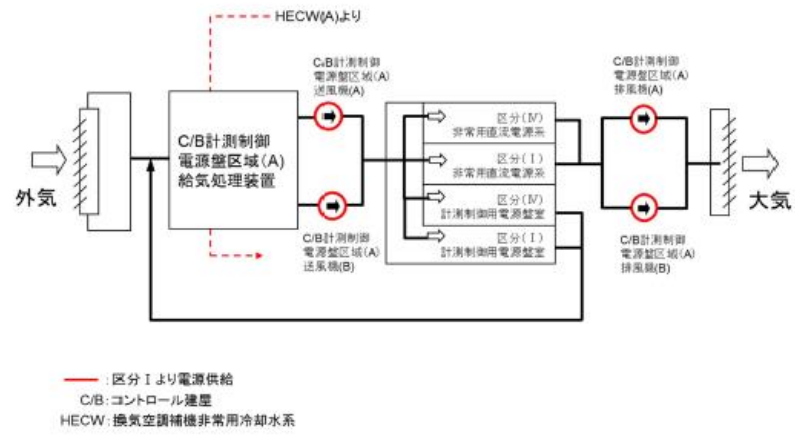 HECW(A)より
C/B計測制御
電源盤区域(A)
送風機(A)
C/B計測制御
電源盤区域(A)
排風機(A)
C/B計測制御
電源盤区域(A)
給気処理装置
区分(Ⅳ)
非常用直流電源系
区分(Ⅰ)
非常用直流電源系
区分(Ⅳ)
計測制御用電源盤室
区分(Ⅰ)
計測制御用電源盤室
外気
大気
C/B計測制御
電源盤区域(A)
送風機(B)
C/B計測制御
電源盤区域(A)
排風機(B)
:区分Ⅰより電源供給
C/B:コントロール建屋
HECW:換気空調補機非常用冷却水系